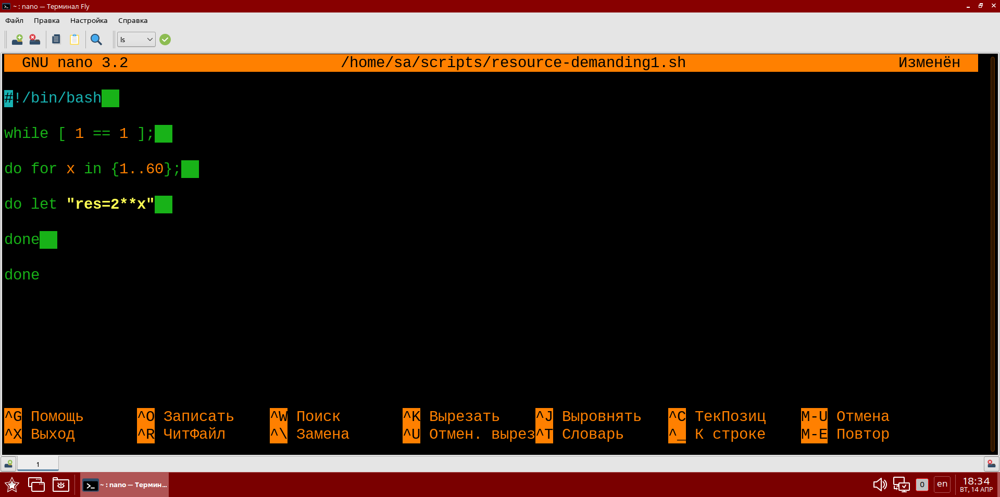 ~ : nano — Терминал Fly
Файл Правка Настройка Справка
ls
GNU nano 3.2 /home/sa/scripts/resource-demanding1.sh Изменён
#!/bin/bash
while [ 1 == 1 ];
do for x in {1..60};
do let "res=2**x"
done
done
^G Помощь ^O Записать ^W Поиск ^K Вырезать ^J Выровнять ^C ТекПозиц M-U Отмена
^X Выход ^R ЧитФайл ^\ Замена ^U Отмен. вырез ^T Словарь ^_ К строке M-E Повтор
1
~ : nano — Термин... 0 en 18:34
ВТ, 14 АПР